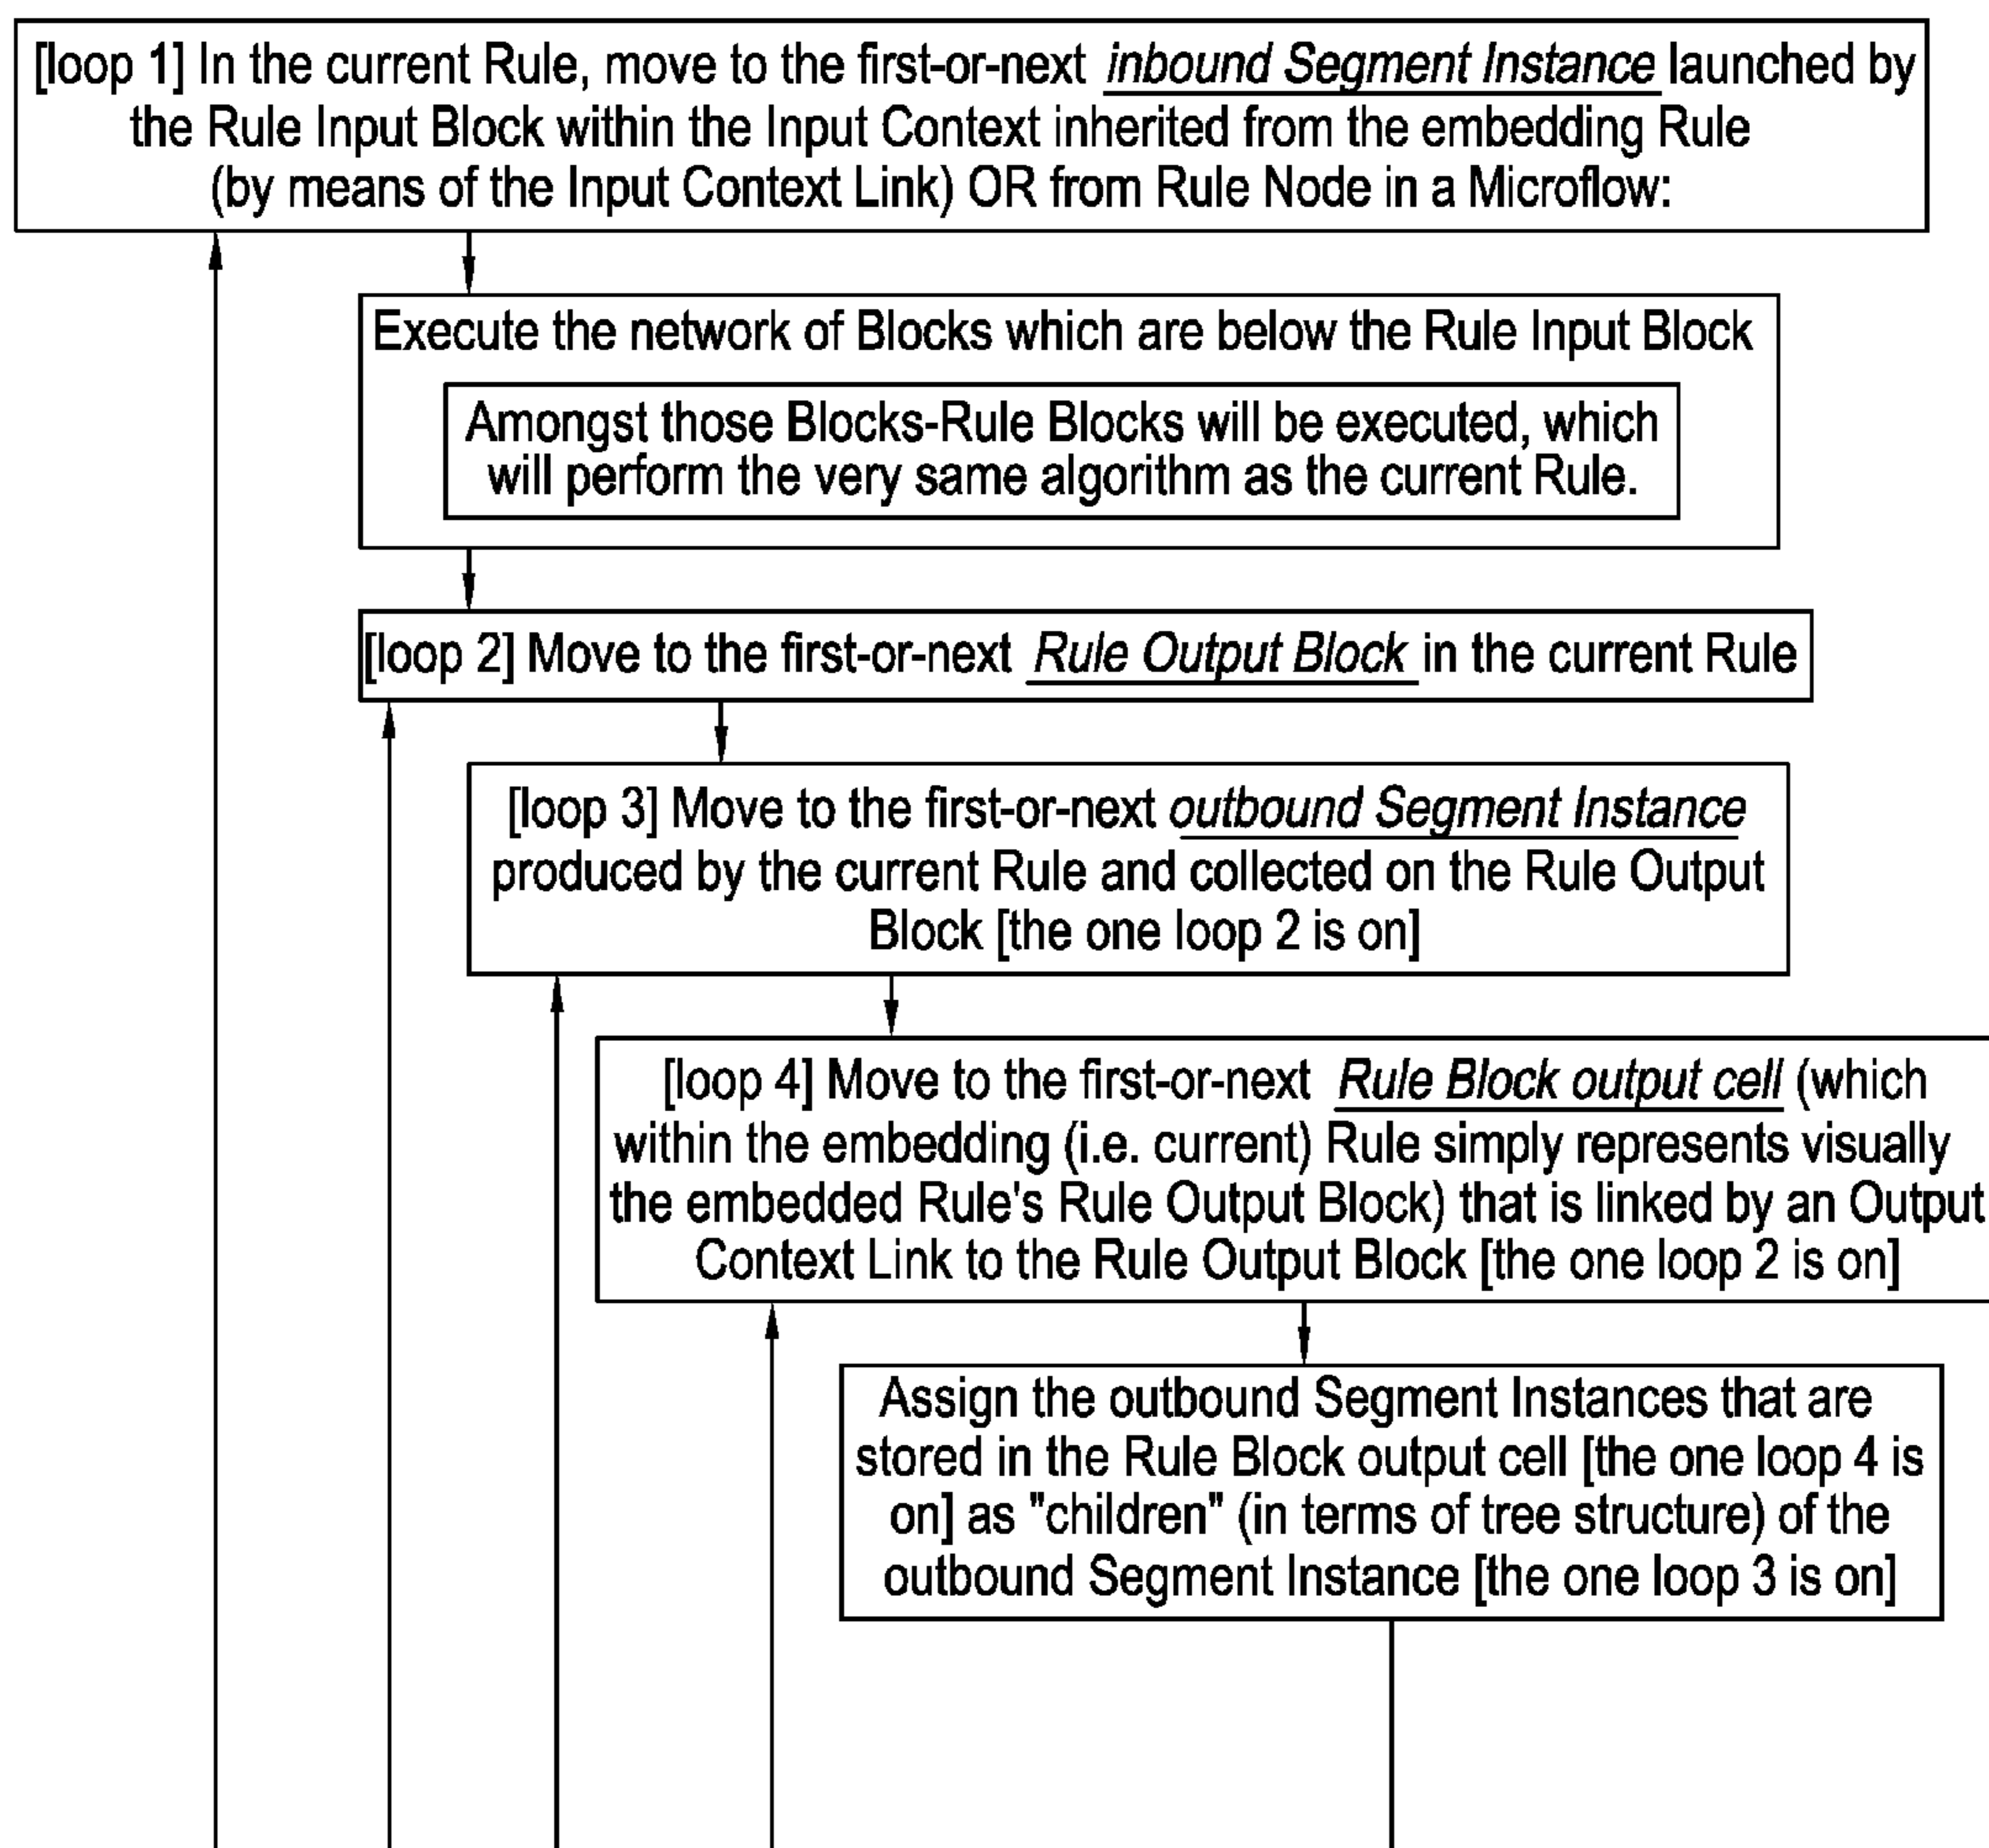 [loop 1] In the current Rule, move to the first-or-next inbound Segment Instance launched by
the Rule Input Block within the Input Context inherited from the embedding Rule
(by means of the Input Context Link) OR from Rule Node in a Microflow:
Execute the network of Blocks which are below the Rule Input Block
Amongst those Blocks-Rule Blocks will be executed, which
will perform the very same algorithm as the current Rule.
[loop 2] Move to the first-or-next Rule Output Block in the current Rule
[loop 3] Move to the first-or-next outbound Segment Instance
produced by the current Rule and collected on the Rule Output
Block [the one loop 2 is on]
[loop 4] Move to the first-or-next Rule Block output cell (which
within the embedding (i.e. current) Rule simply represents visually
the embedded Rule's Rule Output Block) that is linked by an Output
Context Link to the Rule Output Block [the one loop 2 is on]
Assign the outbound Segment Instances that are
stored in the Rule Block output cell [the one loop 4 is
on] as "children" (in terms of tree structure) of the
outbound Segment Instance [the one loop 3 is on]